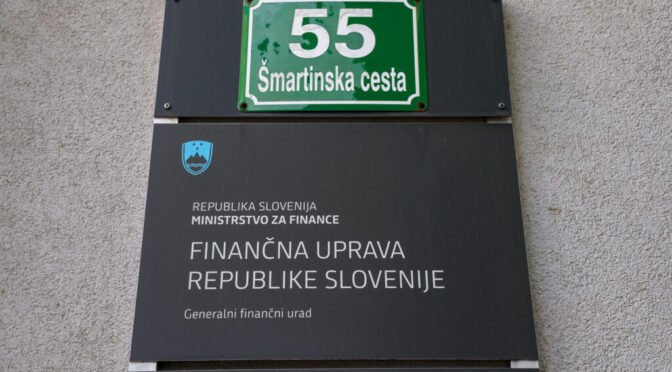 55
Šmartinska cesta
REPUBLIKA SLOVENIJA
MINISTRSTVO ZA FINANCE
FINANČNA UPRAVA
REPUBLIKE SLOVENIJE
Generalni finančni urad